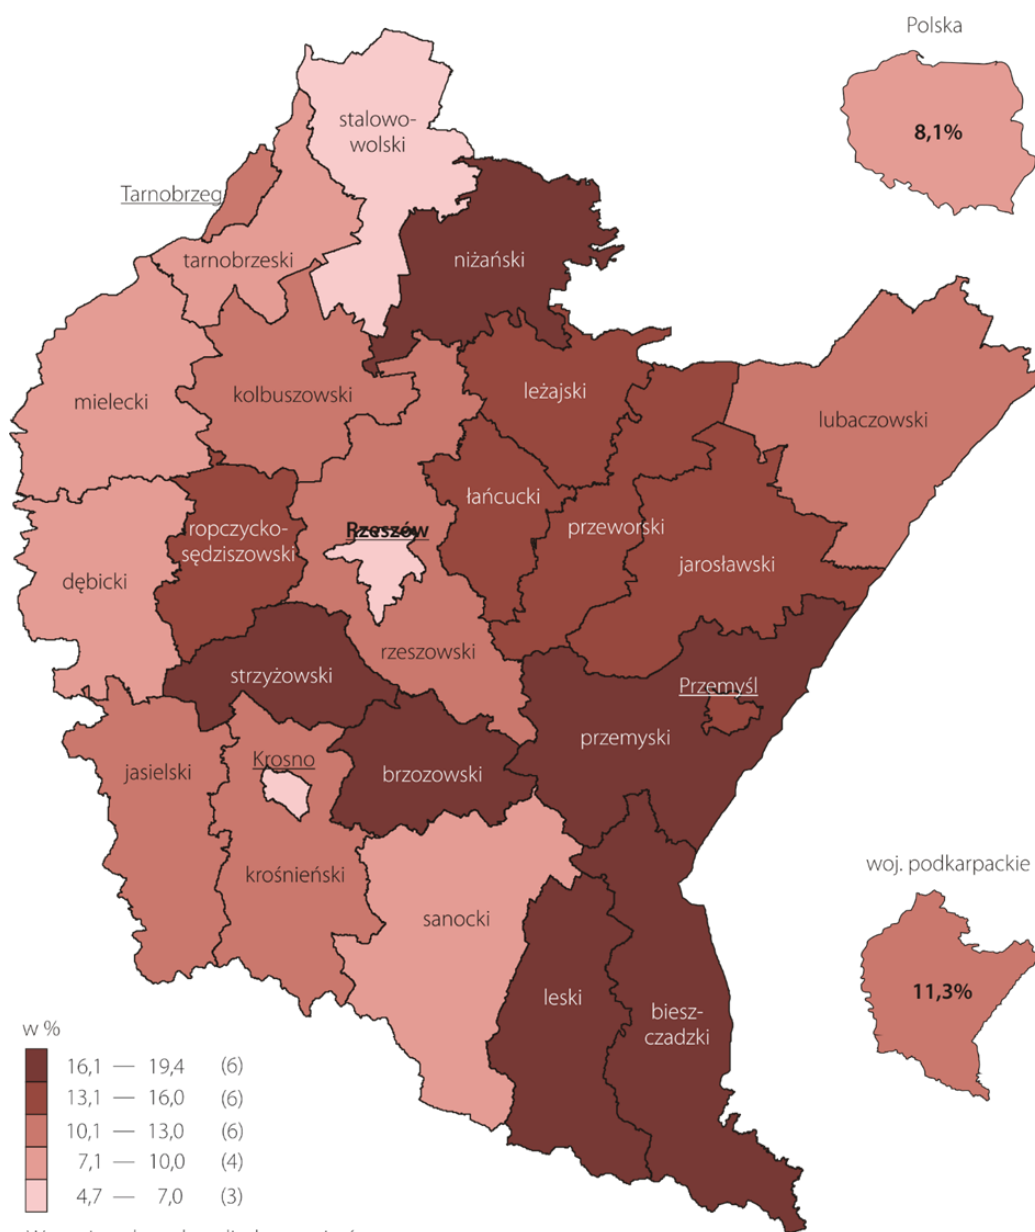 Polska
8,1%
stalowo-
wolski
Tarnobrzeg
tarnobrzeski
niżański
mielecki
kolbuszowski
leżajski
lubaczowski
ropczycko-
sędziszowski
Rzeszów
łańcucki
przeworski
jarosławski
dębicki
rzeszowski
strzyżowski
Przemyśl
przemyski
jasielski
Krosno
brzozowski
krośnieński
sanocki
woj. podkarpackie
11,3%
leski
biesz-
czadzki
w %
16,1 — 19,4 (6)
13,1 — 16,0 (6)
10,1 — 13,0 (6)
7,1 — 10,0 (4)
4,7 — 7,0 (3)